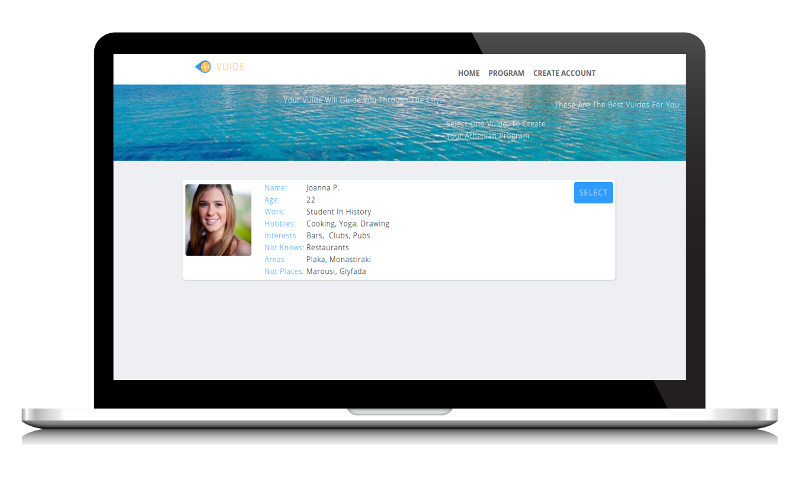 VUIDE
HOME PROGRAM CREATE ACCOUNT
Your Vuide Will Guide You Through The City
These Are The Best Vuides For You
Select One Vuides To Create
Your Athenian Program
Name: Joanna P.
SELECT
Age: 22
Work: Student In History
Hobbies: Cooking, Yoga, Drawing
Interests Bars, Clubs, Pubs
Not Knows: Restaurants
Areas Plaka, Monastiraki
Not Places: Marousi, Glyfada